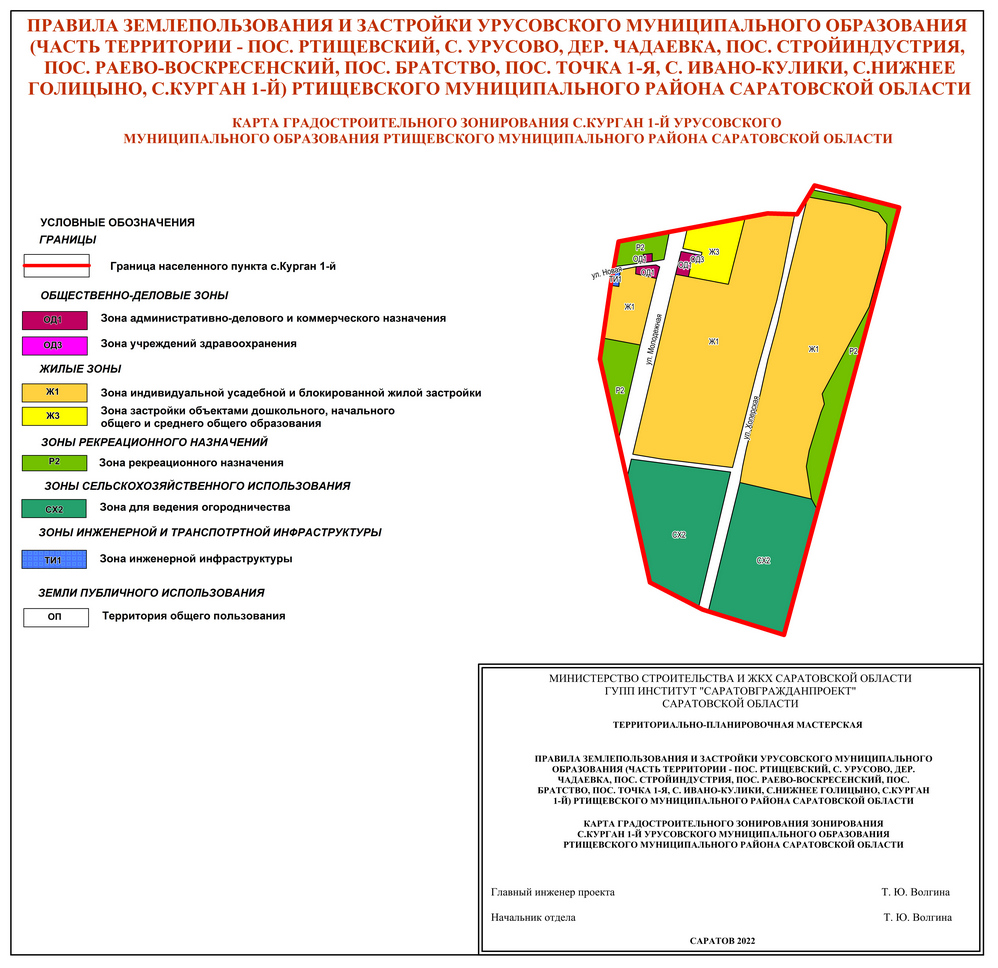 ПРАВИЛА ЗЕМЛЕПОЛЬЗОВАНИЯ И ЗАСТРОЙКИ УРУСОВСКОГО МУНИЦИПАЛЬНОГО ОБРАЗОВАНИЯ
(ЧАСТЬ ТЕРРИТОРИИ - ПОС. РТИЩЕВСКИЙ, С. УРУСОВО, ДЕР. ЧАДАЕВКА, ПОС. СТРОЙИНДУСТРИЯ,
ПОС. РАЕВО-ВОСКРЕСЕНСКИЙ, ПОС. БРАТСТВО, ПОС. ТОЧКА 1-Я, С. ИВАНО-КУЛИКИ, С.НИЖНЕЕ
ГОЛИЦЫНО, С.КУРГАН 1-Й) РТИЩЕВСКОГО МУНИЦИПАЛЬНОГО РАЙОНА САРАТОВСКОЙ ОБЛАСТИ
КАРТА ГРАДОСТРОИТЕЛЬНОГО ЗОНИРОВАНИЯ С.КУРГАН 1-Й УРУСОВСКОГО
МУНИЦИПАЛЬНОГО ОБРАЗОВАНИЯ РТИЩЕВСКОГО МУНИЦИПАЛЬНОГО РАЙОНА САРАТОВСКОЙ ОБЛАСТИ
УСЛОВНЫЕ ОБОЗНАЧЕНИЯ
ГРАНИЦЫ
Граница населенного пункта с.Курган 1-й
ОБЩЕСТВЕННО-ДЕЛОВЫЕ ЗОНЫ
ОД1 Зона административно-делового и коммерческого назначения
ОД3 Зона учреждений здравоохранения
ЖИЛЫЕ ЗОНЫ
Ж1 Зона индивидуальной усадебной и блокированной жилой застройки
Ж3 Зона застройки объектами дошкольного, начального
общего и среднего общего образования
ЗОНЫ РЕКРЕАЦИОННОГО НАЗНАЧЕНИЙ
Р2 Зона рекреационного назначения
ЗОНЫ СЕЛЬСКОХОЗЯЙСТВЕННОГО ИСПОЛЬЗОВАНИЯ
СХ2 Зона для ведения огородничества
ЗОНЫ ИНЖЕНЕРНОЙ И ТРАНСПОТРТНОЙ ИНФРАСТРУКТУРЫ
ТИ1 Зона инженерной инфраструктуры
ЗЕМЛИ ПУБЛИЧНОГО ИСПОЛЬЗОВАНИЯ
ОП Территория общего пользования
Р2
ОД1
ул. Новая
ОД1
ТИ1
ОД1
ОД3
Ж3
Ж1
ул. Молодежная
Ж1
Ж1
Р2
Р2
ул. Хоперская
СХ2
СХ2
МИНИСТЕРСТВО СТРОИТЕЛЬСТВА И ЖКХ САРАТОВСКОЙ ОБЛАСТИ
ГУПП ИНСТИТУТ "САРАТОВГРАЖДАНПРОЕКТ"
САРАТОВСКОЙ ОБЛАСТИ
ТЕРРИТОРИАЛЬНО-ПЛАНИРОВОЧНАЯ МАСТЕРСКАЯ
ПРАВИЛА ЗЕМЛЕПОЛЬЗОВАНИЯ И ЗАСТРОЙКИ УРУСОВСКОГО МУНИЦИПАЛЬНОГО
ОБРАЗОВАНИЯ (ЧАСТЬ ТЕРРИТОРИИ - ПОС. РТИЩЕВСКИЙ, С. УРУСОВО, ДЕР.
ЧАДАЕВКА, ПОС. СТРОЙИНДУСТРИЯ, ПОС. РАЕВО-ВОСКРЕСЕНСКИЙ, ПОС.
БРАТСТВО, ПОС. ТОЧКА 1-Я, С. ИВАНО-КУЛИКИ, С.НИЖНЕЕ ГОЛИЦЫНО, С.КУРГАН
1-Й) РТИЩЕВСКОГО МУНИЦИПАЛЬНОГО РАЙОНА САРАТОВСКОЙ ОБЛАСТИ
КАРТА ГРАДОСТРОИТЕЛЬНОГО ЗОНИРОВАНИЯ ЗОНИРОВАНИЯ
С.КУРГАН 1-Й УРУСОВСКОГО МУНИЦИПАЛЬНОГО ОБРАЗОВАНИЯ
РТИЩЕВСКОГО МУНИЦИПАЛЬНОГО РАЙОНА САРАТОВСКОЙ ОБЛАСТИ
Главный инженер проекта Т. Ю. Волгина
Начальник отдела Т. Ю. Волгина
САРАТОВ 2022